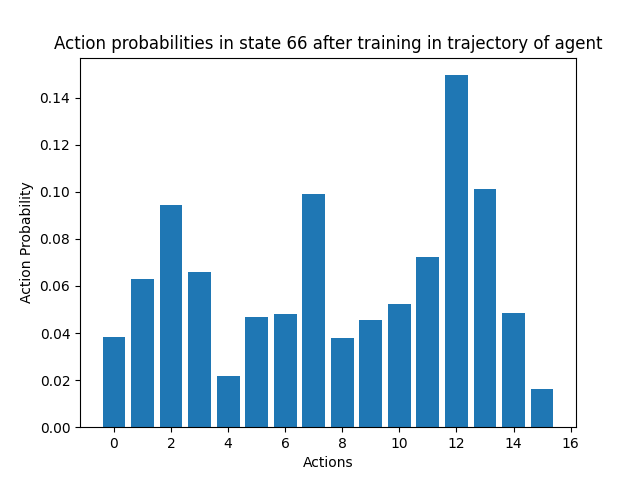 Action probabilities in state 66 after training in trajectory of agent
0.14
0.12
0.10
0.08
0.06
0.04
0.02
0.00
Action Probability
0 2 4 6 8 10 12 14 16
Actions